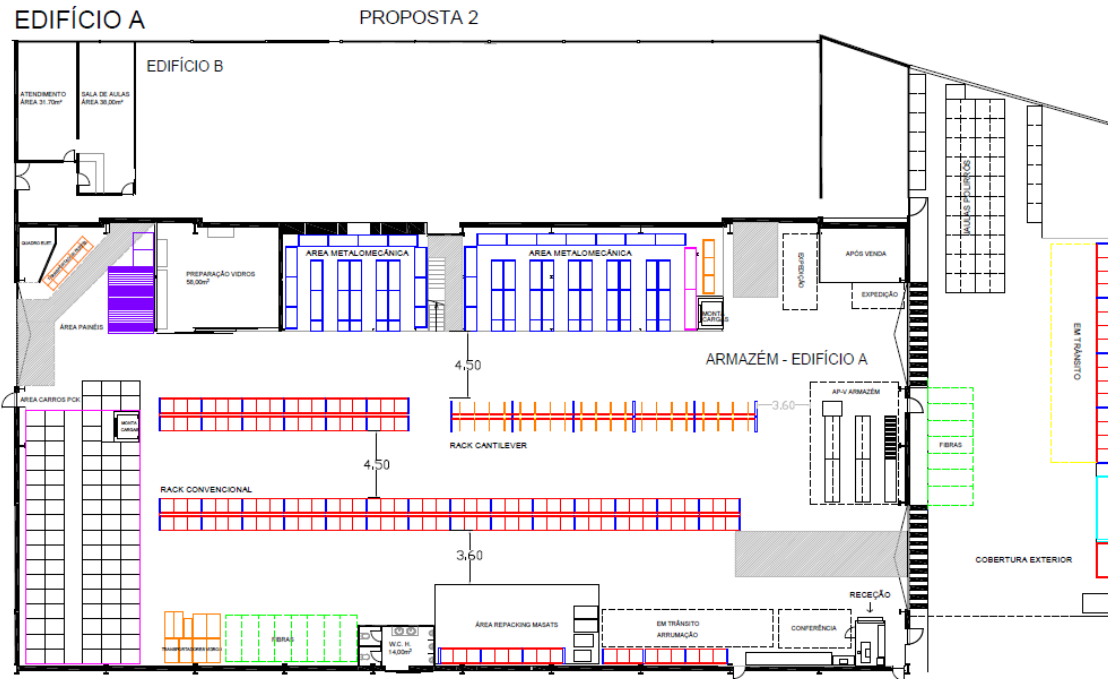 EDIFÍCIO A
PROPOSTA 2
EDIFÍCIO B
ATENDIMENTO
ÁREA 31.70m²
SALA DE AULAS
ÁREA 38,00m²
JAULAS POLIRRÓS
QUADRO ELET.
PREPARAÇÃO VIDROS
58,00m²
AREA METALOMECÂNICA
AREA METALOMECÂNICA
EXPEDIÇÃO
APÓS VENDA
EXPEDIÇÃO
MONTA
CARGAS
ÁREA PAINÉIS
EM TRÂNSITO
4,50
ARMAZÉM - EDIFÍCIO A
ÁREA CARROS PCK
AP-V ARMAZÉM
3,60
MONTA
CARGAS
RACK CANTILEVER
FIBRAS
4,50
RACK CONVENCIONAL
3,60
COBERTURA EXTERIOR
RECEÇÃO
ÁREA REPACKING MASATS
EM TRÂNSITO
ARRUMAÇÃO
CONFERÊNCIA
FIBRAS
W.C. H.
14,00m²